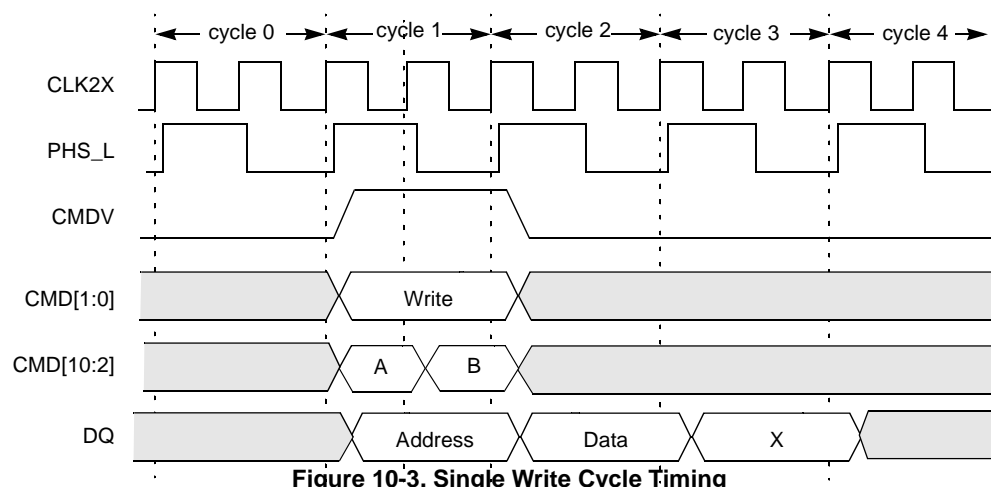 cycle 0 cycle 1 cycle 2 cycle 3 cycle 4
CLK2X
PHS_L
CMDV
CMD[1:0] Write
CMD[10:2] A B
DQ Address Data X
Figure 10-3. Single Write Cycle Timing